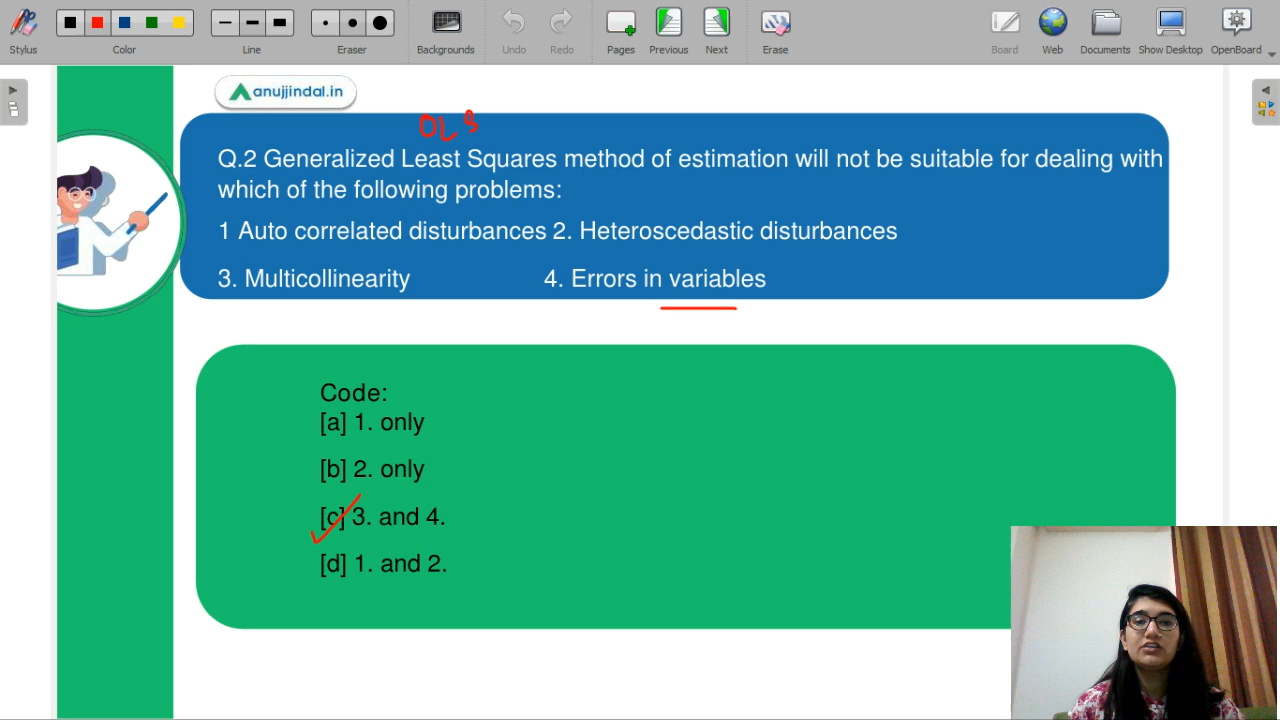 Stylus
Color
Line
Eraser
Backgrounds
Undo
Redo
Pages
Previous
Next
Erase
Board
Web
Documents
Show Desktop
OpenBoard
anujjindal.in
OLS
Q.2 Generalized Least Squares method of estimation will not be suitable for dealing with
which of the following problems:
1 Auto correlated disturbances 2. Heteroscedastic disturbances
3. Multicollinearity 4. Errors in variables
Code:
[a] 1. only
[b] 2. only
[c] 3. and 4.
[d] 1. and 2.